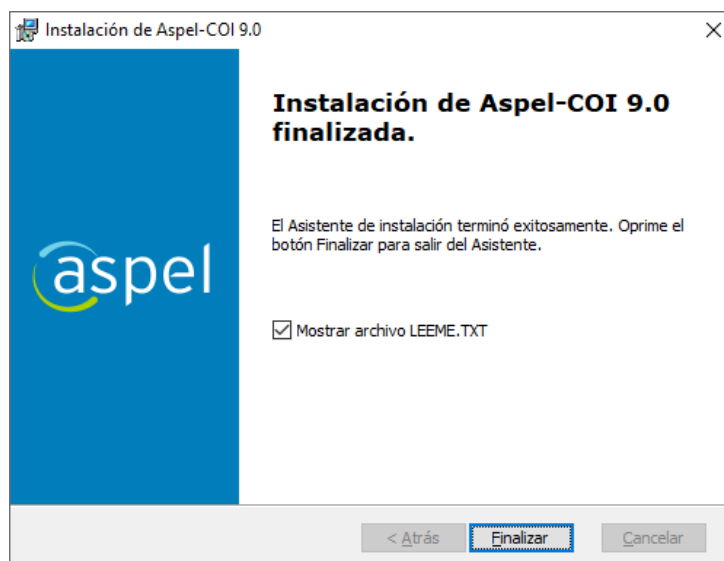 Instalación de Aspel-COI 9.0
Instalación de Aspel-COI 9.0
finalizada.
El Asistente de instalación terminó exitosamente. Oprime el
botón Finalizar para salir del Asistente.
aspel
Mostrar archivo LEEME.TXT
< Atrás
Finalizar
Cancelar